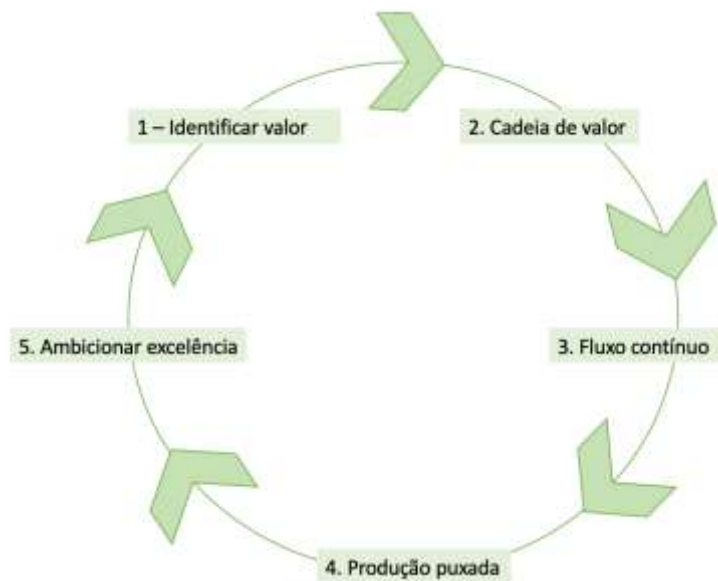 1 – Identificar valor
2. Cadeia de valor
3. Fluxo contínuo
4. Produção puxada
5. Ambicionar excelência